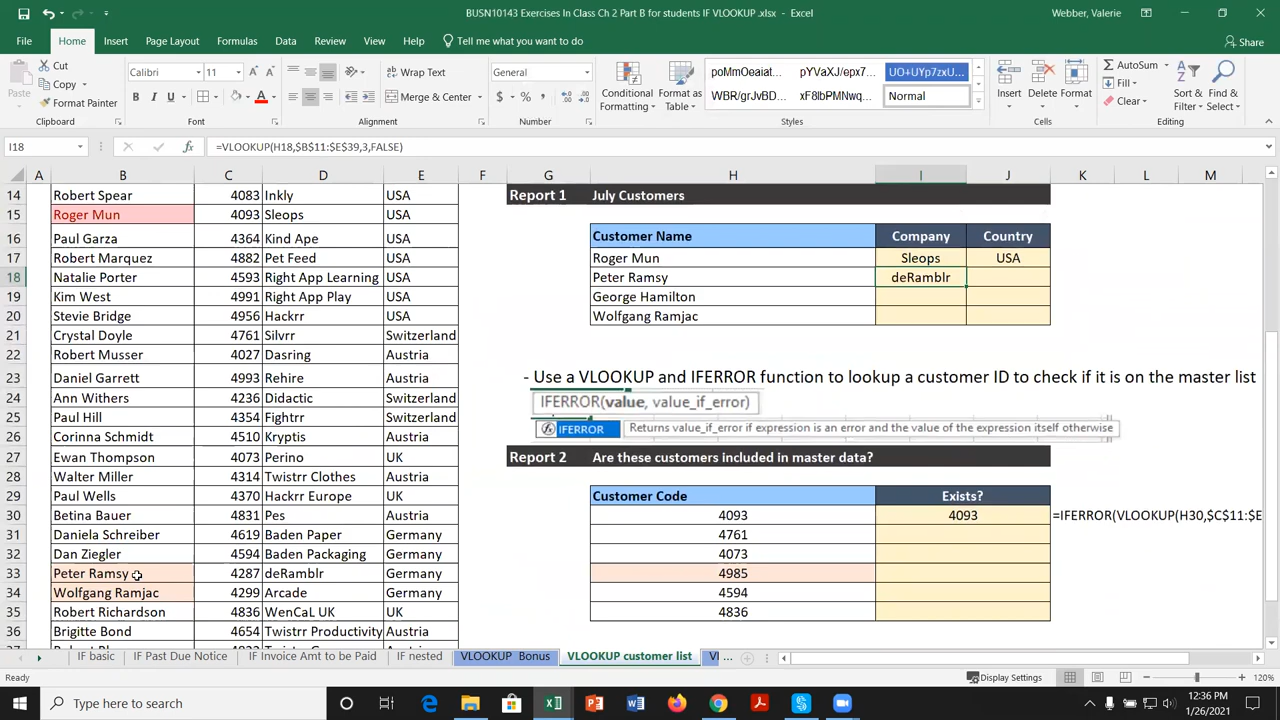 BUSN10143 Exercises In Class Ch 2 Part B for students IF VLOOKUP .xlsx - Excel
Webber, Valerie
File Home Insert Page Layout Formulas Data Review View Help Tell me what you want to do Share
Cut
Copy
Format Painter
Paste
Clipboard
Calibri 11
B I U
Font
Wrap Text
Merge & Center
Alignment
General
$ % ,
Number
Conditional Formatting
Format as Table
poMmOeaiat... pYVaXJ/epx7... UO+UYp7zxU...
WBR/grJvBD... xF8lbPMNwq... Normal
Styles
Insert Delete Format
Cells
AutoSum
Fill
Clear
Sort & Filter
Find & Select
Editing
I18 =VLOOKUP(H18,$B$11:$E$39,3,FALSE)
A B C D E F G H I J K L M
14 Robert Spear 4083 Inkly USA
15 Roger Mun 4093 Sleops USA
16 Paul Garza 4364 Kind Ape USA
17 Robert Marquez 4882 Pet Feed USA
18 Natalie Porter 4593 Right App Learning USA
19 Kim West 4991 Right App Play USA
20 Stevie Bridge 4956 Hackrr USA
21 Crystal Doyle 4761 Silvrr Switzerland
22 Robert Musser 4027 Dasring Austria
23 Daniel Garrett 4993 Rehire Austria
24 Ann Withers 4236 Didactic Austria
25 Paul Hill 4354 Fightrr Switzerland
26 Corinna Schmidt 4510 Kryptis Austria
27 Ewan Thompson 4073 Perino UK
28 Walter Miller 4314 Twistrr Clothes Austria
29 Paul Wells 4370 Hackrr Europe UK
30 Betina Bauer 4831 Pes Austria
31 Daniela Schreiber 4235 Baden Paper Germany
32 Dan Ziegler 4594 Baden Packaging Germany
33 Peter Ramsy 4287 deRamblr Germany
34 Wolfgang Ramjac 4299 Arcade Germany
35 Robert Richardson 4836 WenCaL UK UK
36 Brigitte Bond 4654 Twistrr Productivity Austria
Report 1 July Customers
Customer Name Company Country
Roger Mun Sleops USA
Peter Ramsy deRamblr
George Hamilton
Wolfgang Ramjac
- Use a VLOOKUP and IFERROR function to lookup a customer ID to check if it is on the master list
IFERROR(value, value_if_error)
IFERROR Returns value_if_error if expression is an error and the value of the expression itself otherwise
Report 2 Are these customers included in master data?
Customer Code Exists?
4093 4093 =IFERROR(VLOOKUP(H30,$C$11:$E
4761
4073
4985
4594
4836
IF basic IF Past Due Notice IF Invoice Amt to be Paid IF nested VLOOKUP Bonus VLOOKUP customer list VI ...
Ready Display Settings 120%
Type here to search
12:36 PM
1/26/2021